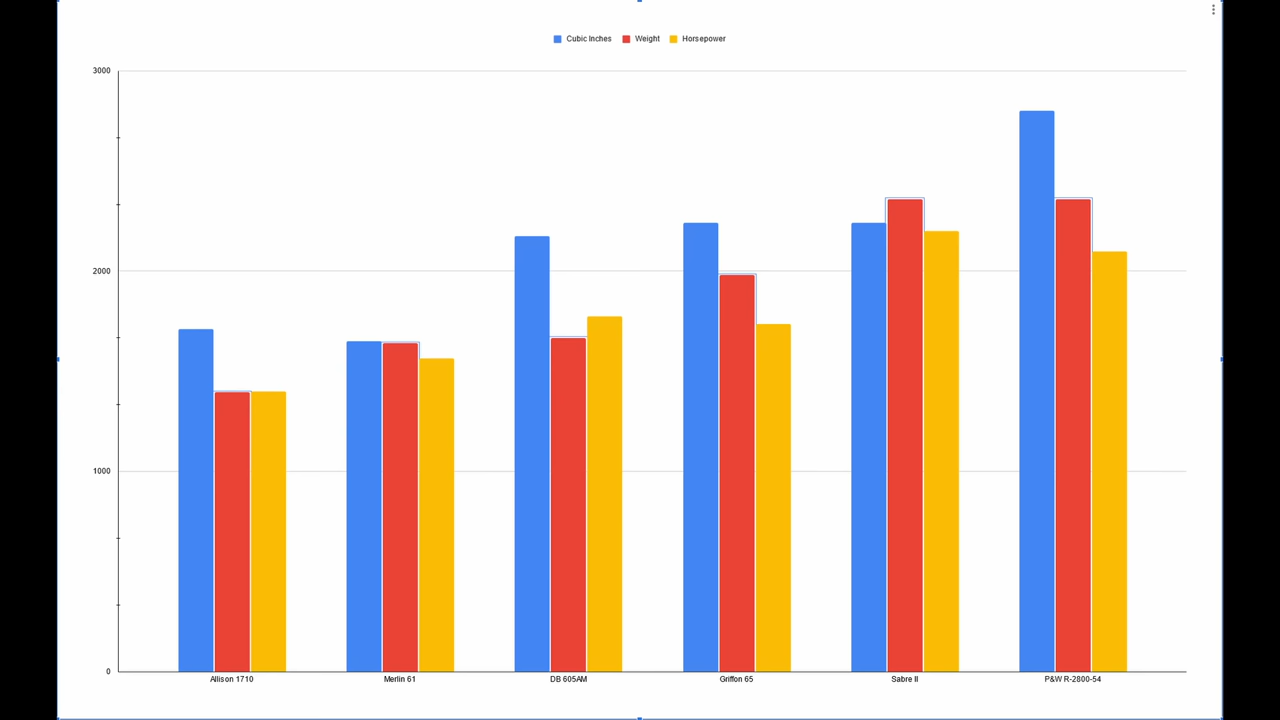 Cubic Inches Weight Horsepower
3000
2000
1000
0
Allison 1710 Merlin 61 DB 605AM Griffon 65 Sabre II P&W R-2800-54